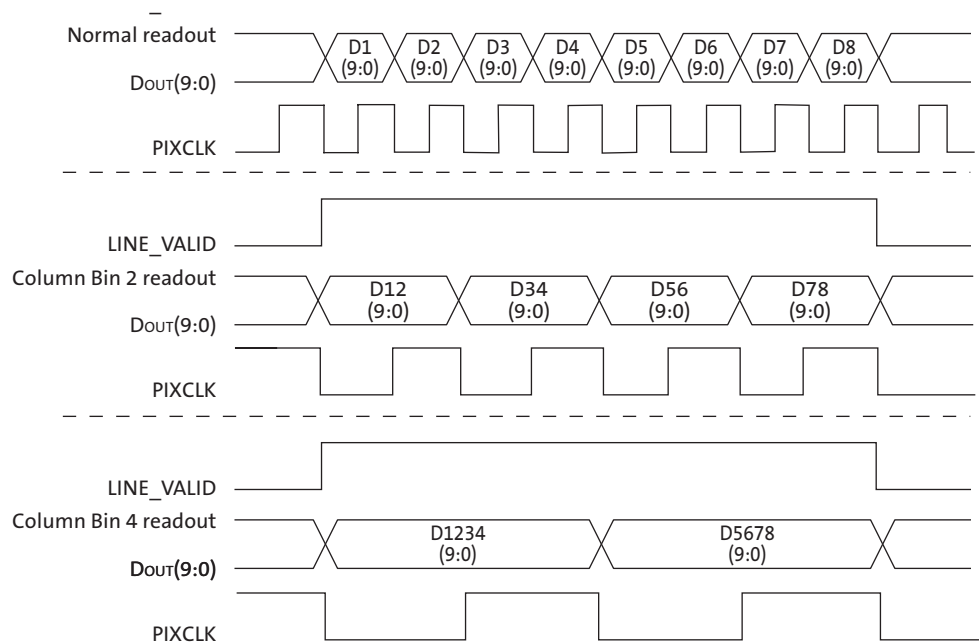 Normal readout
D1 D2 D3 D4 D5 D6 D7 D8
(9:0) (9:0) (9:0) (9:0) (9:0) (9:0) (9:0) (9:0)
DOUT(9:0)
PIXCLK
LINE_VALID
Column Bin 2 readout
D12 D34 D56 D78
(9:0) (9:0) (9:0) (9:0)
DOUT(9:0)
PIXCLK
LINE_VALID
Column Bin 4 readout
D1234 D5678
(9:0) (9:0)
DOUT(9:0)
PIXCLK